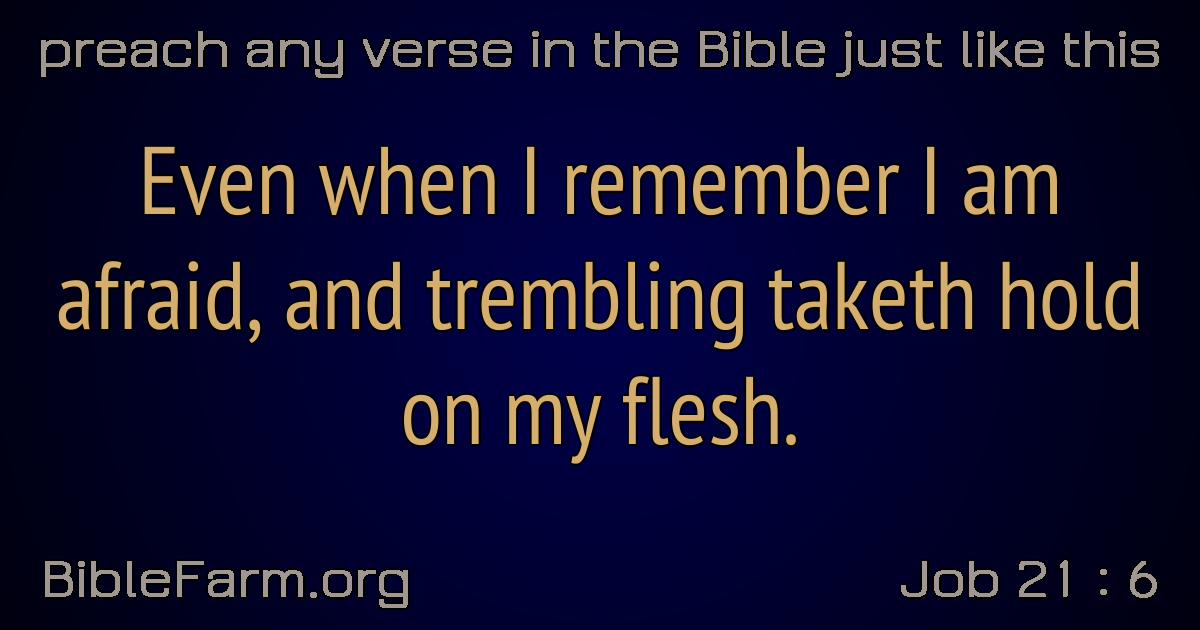 preach any verse in the Bible just like this
Even when I remember I am
afraid, and trembling taketh hold
on my flesh.
BibleFarm.org
Job 21 : 6